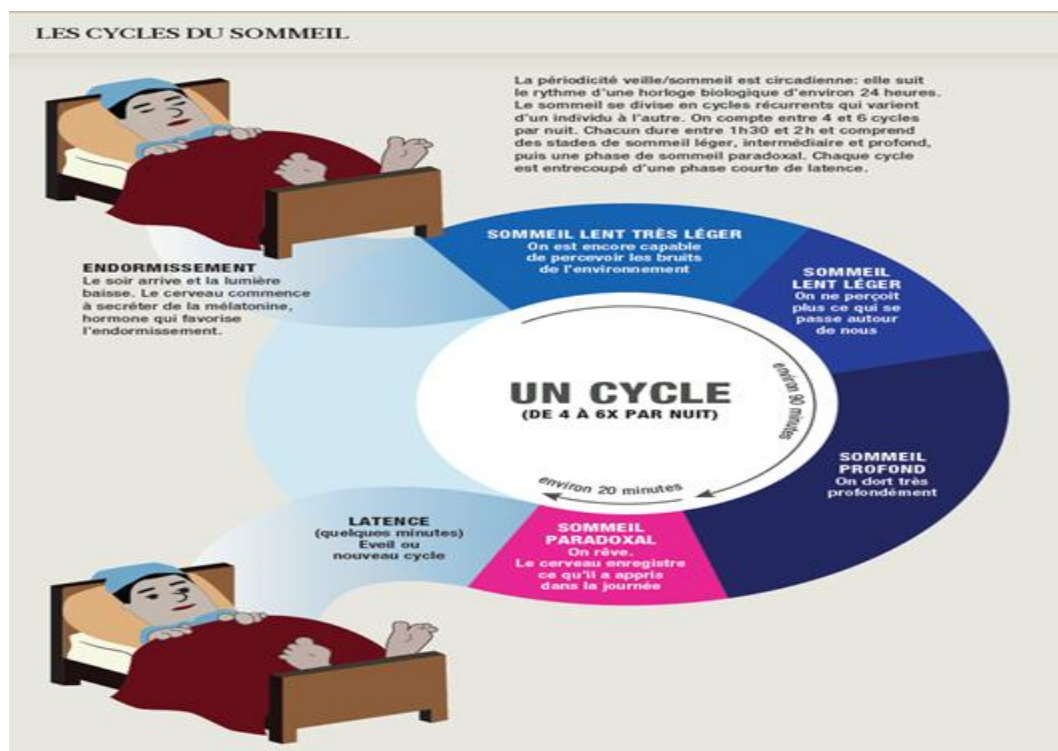 LES CYCLES DU SOMMEIL
La périodicité veille/sommeil est circadienne: elle suit
le rythme d'une horloge biologique d'environ 24 heures.
Le sommeil se divise en cycles récurrents qui varient
d'un individu à l'autre. On compte entre 4 et 6 cycles
par nuit. Chacun dure entre 1h30 et 2h et comprend
des stades de sommeil léger, intermédiaire et profond,
puis une phase de sommeil paradoxal. Chaque cycle
est entrecoupé d'une phase courte de latence.
ENDORMISSEMENT
Le soir arrive et la lumière
baisse. Le cerveau commence
à secréter de la mélatonine,
hormone qui favorise
l'endormissement.
SOMMEIL LENT TRÈS LÉGER
On est encore capable
de percevoir les bruits
de l'environnement
SOMMEIL
LENT LÉGER
On ne perçoit
plus ce qui se
passe autour
de nous
environ 90 minutes
UN CYCLE
(DE 4 À 6X PAR NUIT)
SOMMEIL
PROFOND
On dort très
profondément
environ 20 minutes
SOMMEIL
PARADOXAL
On rêve.
Le cerveau enregistre
ce qu'il a appris
dans la journée
LATENCE
(quelques minutes)
Eveil ou
nouveau cycle